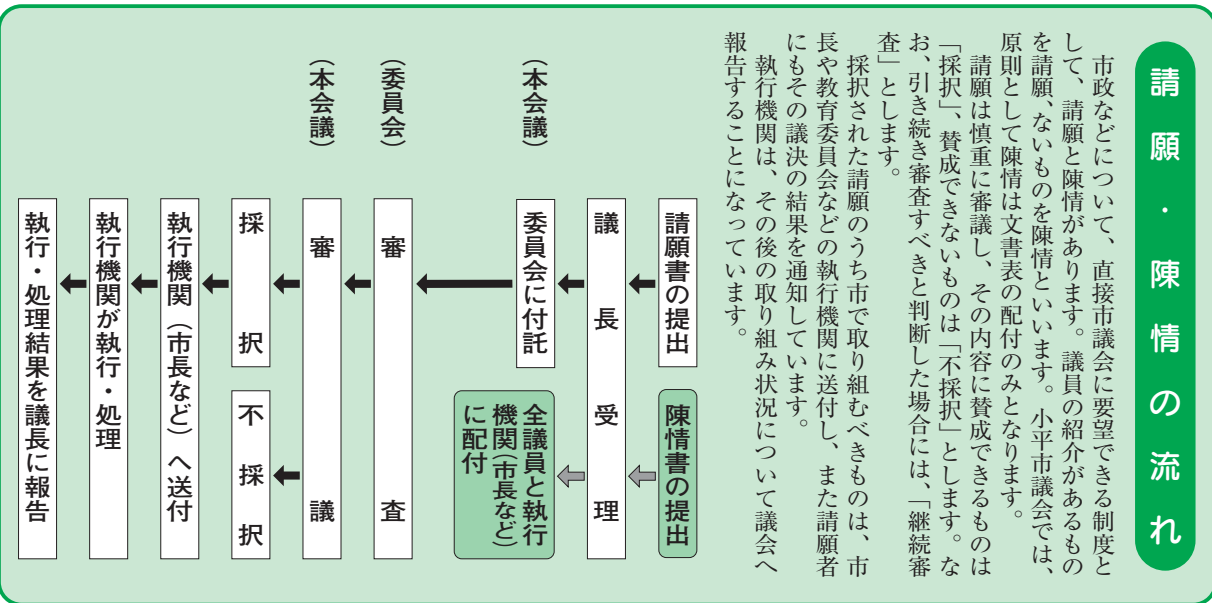 請願・陳情の流れ
市政などについて、直接市議会に要望できる制度と
して、請願と陳情があります。議員の紹介があるもの
を請願、ないものを陳情といいます。小平市議会では、
原則として陳情は文書表の配付のみとなります。
請願は慎重に審議し、その内容に賛成できるものは
「採択」、賛成できないものは「不採択」とします。な
お、引き続き審査すべきと判断した場合には、「継続審
査」とします。
採択された請願のうち市で取り組むべきものは、市
長や教育委員会などの執行機関に送付し、また請願者
にもその議決の結果を通知しています。
執行機関は、その後の取り組み状況について議会へ
報告することになっています。
請願書の提出
陳情書の提出
議長受理
(本会議)
委員会に付託
全議員と執行
機関(市長など)
に配付
(委員会)
審査
(本会議)
審議
採択
不採択
執行機関(市長など)へ送付
執行機関が執行・処理
執行・処理結果を議長に報告